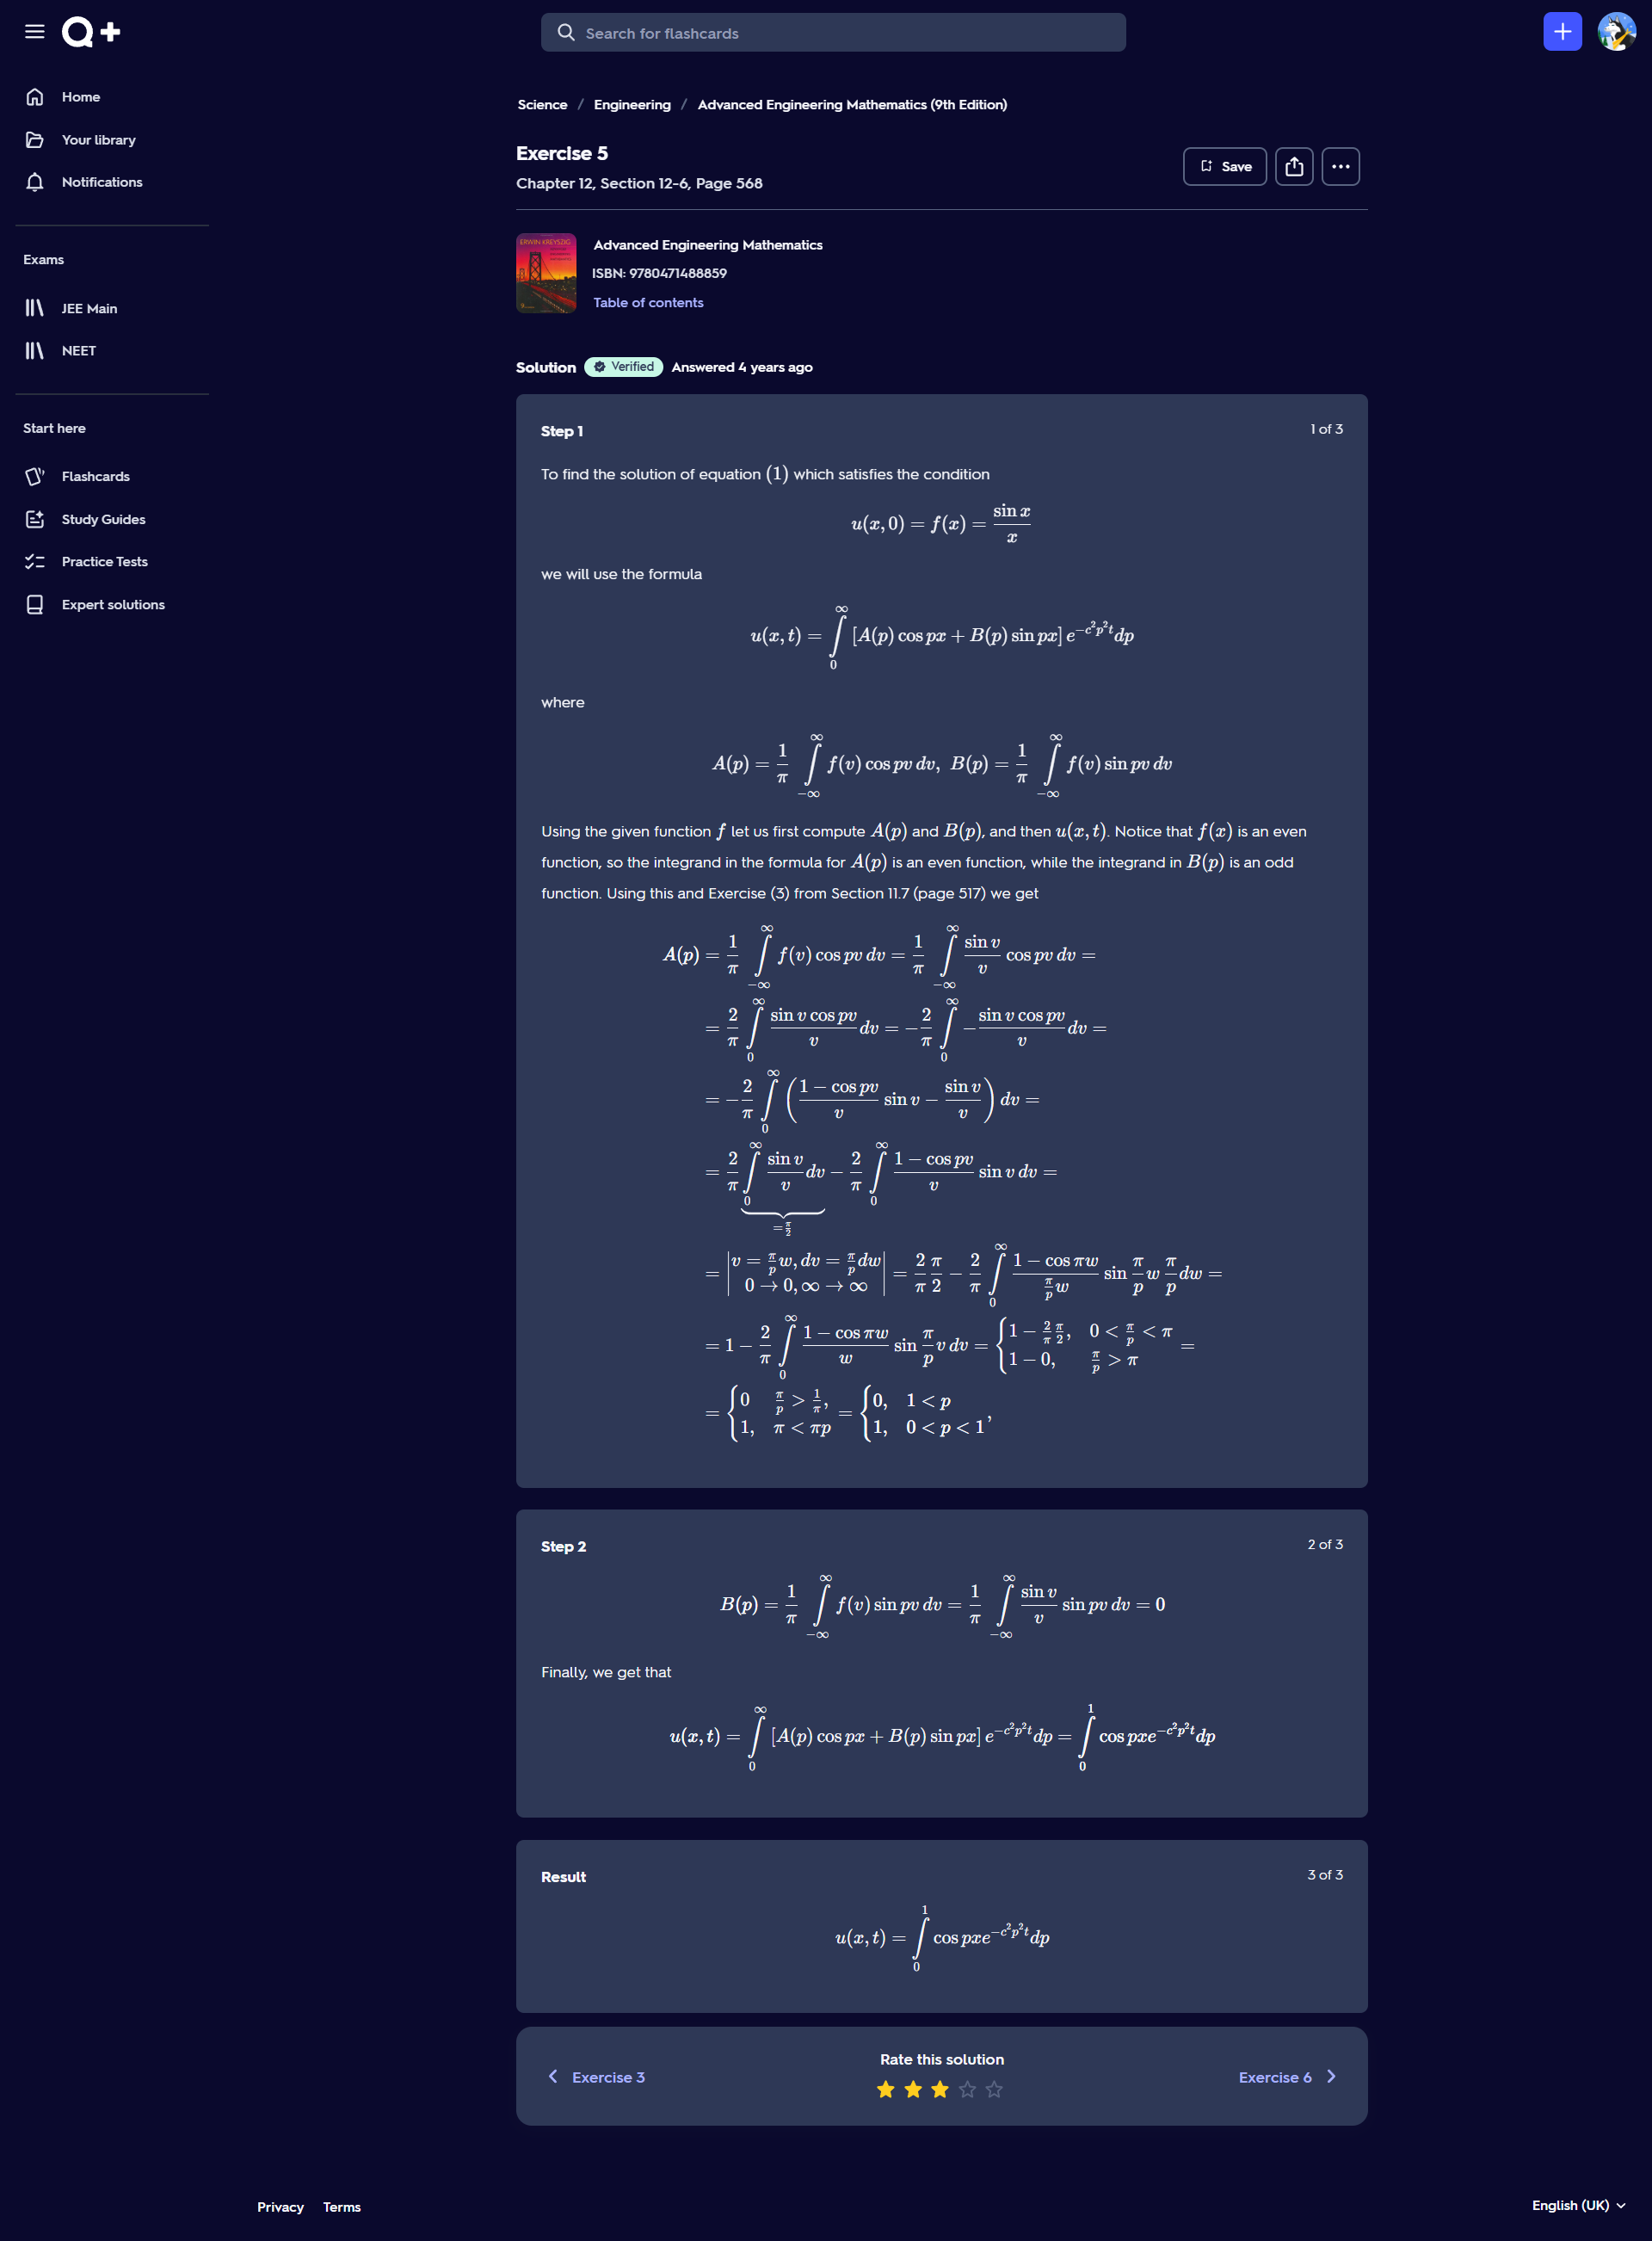 Q+
Search for flashcards
Home
Your library
Notifications
Exams
JEE Main
NEET
Start here
Flashcards
Study Guides
Practice Tests
Expert solutions
Science / Engineering / Advanced Engineering Mathematics (9th Edition)
Exercise 5
Chapter 12, Section 12-6, Page 568
Save
ERWIN KREYSZIG
Advanced Engineering Mathematics
ISBN: 9780471488859
Table of contents
Solution Verified Answered 4 years ago
Step 1 1 of 3
To find the solution of equation (1) which satisfies the condition
u(x, 0) = f(x) = \frac{\sin x}{x}
we will use the formula
u(x, t) = \int_0^\infty [A(p) \cos px + B(p) \sin px] e^{-c^2p^2t} dp
where
A(p) = \frac{1}{\pi} \int_{-\infty}^\infty f(v) \cos pv dv, B(p) = \frac{1}{\pi} \int_{-\infty}^\infty f(v) \sin pv dv
Using the given function f let us first compute A(p) and B(p), and then u(x, t). Notice that f(x) is an even
function, so the integrand in the formula for A(p) is an even function, while the integrand in B(p) is an odd
function. Using this and Exercise (3) from Section 11.7 (page 517) we get
A(p) = \frac{1}{\pi} \int_{-\infty}^\infty f(v) \cos pv dv = \frac{1}{\pi} \int_{-\infty}^\infty \frac{\sin v}{v} \cos pv dv =
= \frac{2}{\pi} \int_0^\infty \frac{\sin v \cos pv}{v} dv = -\frac{2}{\pi} \int_0^\infty -\frac{\sin v \cos pv}{v} dv =
= -\frac{2}{\pi} \int_0^\infty \left( \frac{1 - \cos pv}{v} \sin v - \frac{\sin v}{v} \right) dv =
= \frac{2}{\pi} \underbrace{\int_0^\infty \frac{\sin v}{v} dv}_{=\frac{\pi}{2}} - \frac{2}{\pi} \int_0^\infty \frac{1 - \cos pv}{v} \sin v dv =
= \left| \begin{matrix} v = \frac{\pi}{p} w, dv = \frac{\pi}{p} dw \\ 0 \to 0, \infty \to \infty \end{matrix} \right| = \frac{2}{\pi} \frac{\pi}{2} - \frac{2}{\pi} \int_0^\infty \frac{1 - \cos \pi w}{\frac{\pi}{p} w} \sin \frac{\pi}{p} w \frac{\pi}{p} dw =
= 1 - \frac{2}{\pi} \int_0^\infty \frac{1 - \cos \pi w}{w} \sin \frac{\pi}{p} v dv = \begin{cases} 1 - \frac{2}{\pi} \frac{\pi}{2}, & 0 < \frac{\pi}{p} < \pi \\ 1 - 0, & \frac{\pi}{p} > \pi \end{cases} =
= \begin{cases} 0 & \frac{\pi}{p} > \frac{1}{\pi}, \\ 1, & \pi < \pi p \end{cases} = \begin{cases} 0, & 1 < p \\ 1, & 0 < p < 1 \end{cases},
Step 2 2 of 3
B(p) = \frac{1}{\pi} \int_{-\infty}^\infty f(v) \sin pv dv = \frac{1}{\pi} \int_{-\infty}^\infty \frac{\sin v}{v} \sin pv dv = 0
Finally, we get that
u(x, t) = \int_0^\infty [A(p) \cos px + B(p) \sin px] e^{-c^2p^2t} dp = \int_0^1 \cos px e^{-c^2p^2t} dp
Result 3 of 3
u(x, t) = \int_0^1 \cos px e^{-c^2p^2t} dp
Rate this solution
Exercise 3
Exercise 6
Privacy Terms
English (UK)